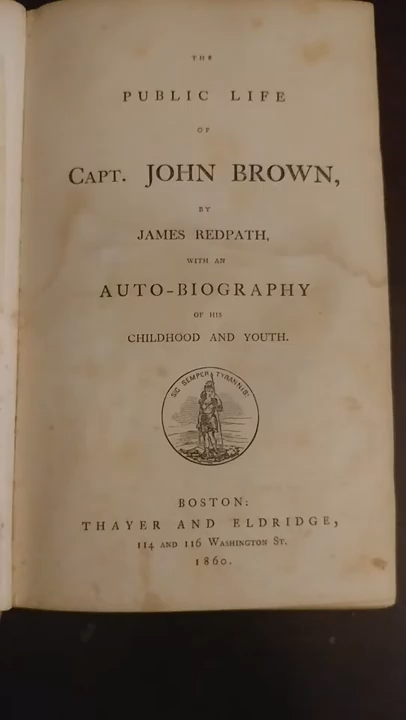 THE
PUBLIC LIFE
OF
CAPT. JOHN BROWN,
BY
JAMES REDPATH,
WITH AN
AUTO-BIOGRAPHY
OF HIS
CHILDHOOD AND YOUTH.
SIC SEMPER TYRANNIS.
BOSTON:
THAYER AND ELDRIDGE,
114 AND 116 WASHINGTON ST.
1860.